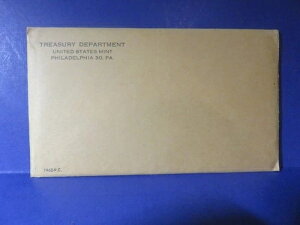 TREASURY DEPARTMENT
UNITED STATES MINT
PHILADELPHIA 30, PA.